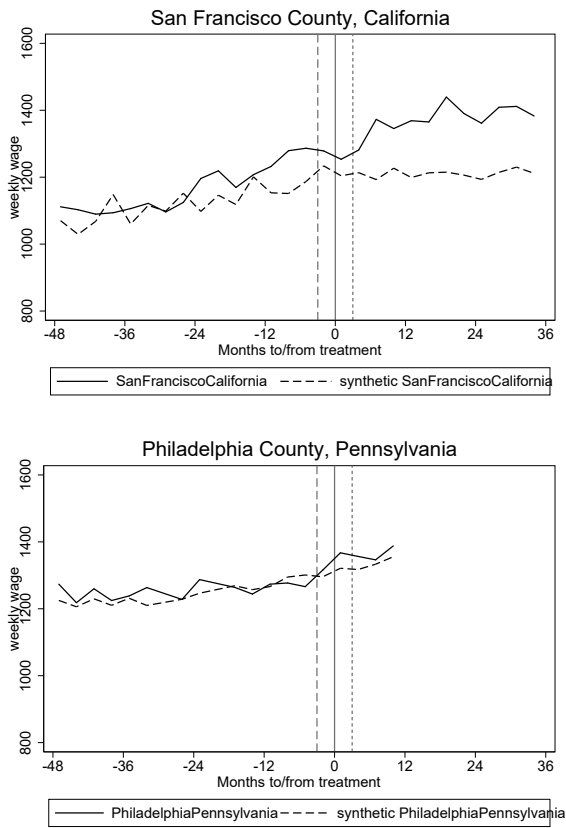 San Francisco County, California
1600
1400
1200
1000
800
weekly wage
-48 -36 -24 -12 0 12 24 36
Months to/from treatment
SanFranciscoCalifornia synthetic SanFranciscoCalifornia
Philadelphia County, Pennsylvania
1600
1400
1200
1000
800
weekly wage
-48 -36 -24 -12 0 12 24 36
Months to/from treatment
PhiladelphiaPennsylvania synthetic PhiladelphiaPennsylvania